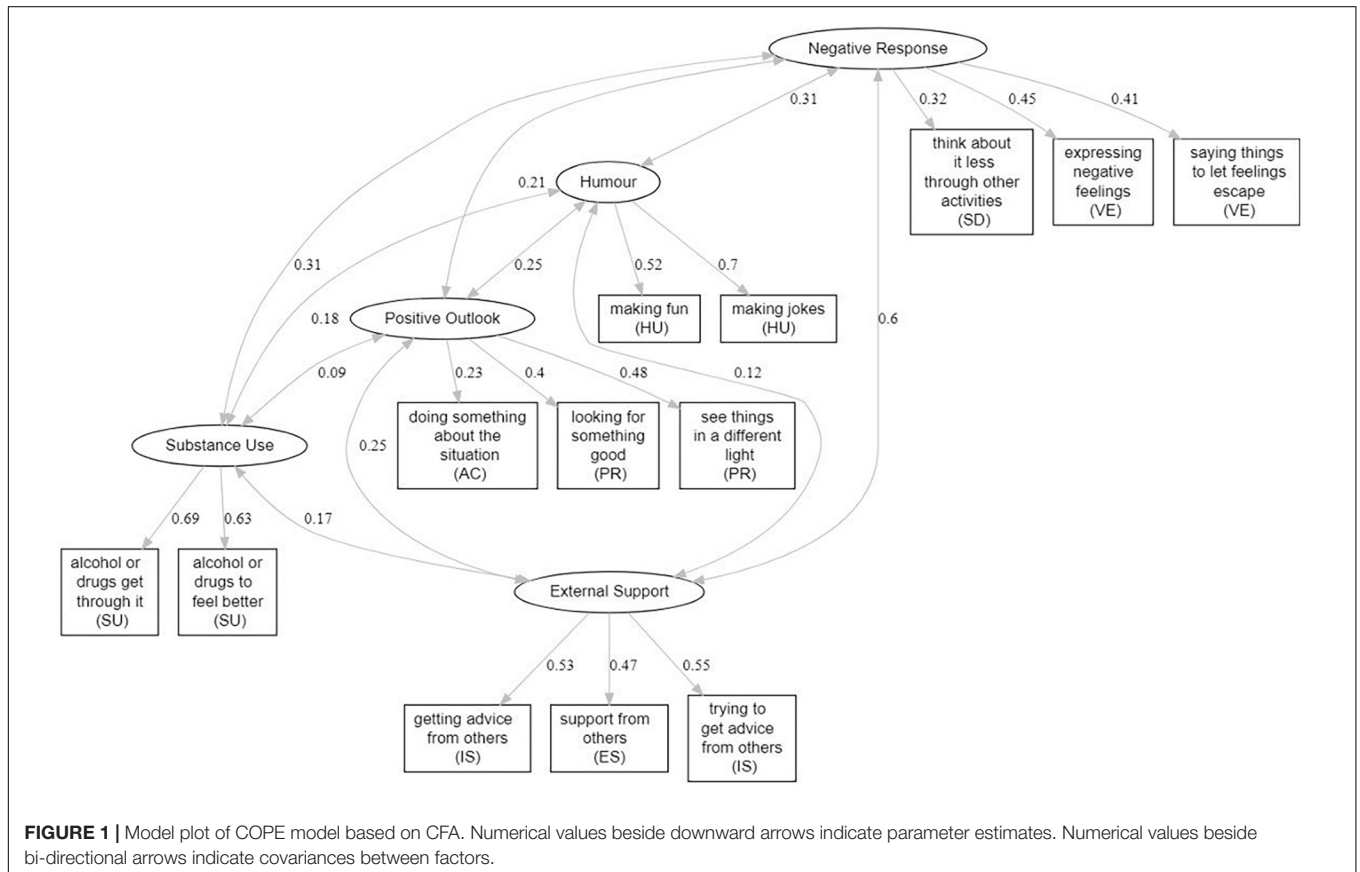 Negative Response
0.31
0.32
0.45
0.41
think about
it less
through other
activities
(SD)
expressing
negative
feelings
(VE)
saying things
to let feelings
escape
(VE)
Humour
0.21
0.31
0.25
0.52
0.7
making fun
(HU)
making jokes
(HU)
0.18
Positive Outlook
0.6
0.09
0.23
0.4
0.48
0.12
doing something
about the
situation
(AC)
looking for
something
good
(PR)
see things
in a different
light
(PR)
Substance Use
0.25
0.69
0.63
0.17
alcohol or
drugs get
through it
(SU)
alcohol or
drugs to
feel better
(SU)
External Support
0.53
0.47
0.55
getting advice
from others
(IS)
support from
others
(ES)
trying to
get advice
from others
(IS)
FIGURE 1 | Model plot of COPE model based on CFA. Numerical values beside downward arrows indicate parameter estimates. Numerical values beside
bi-directional arrows indicate covariances between factors.